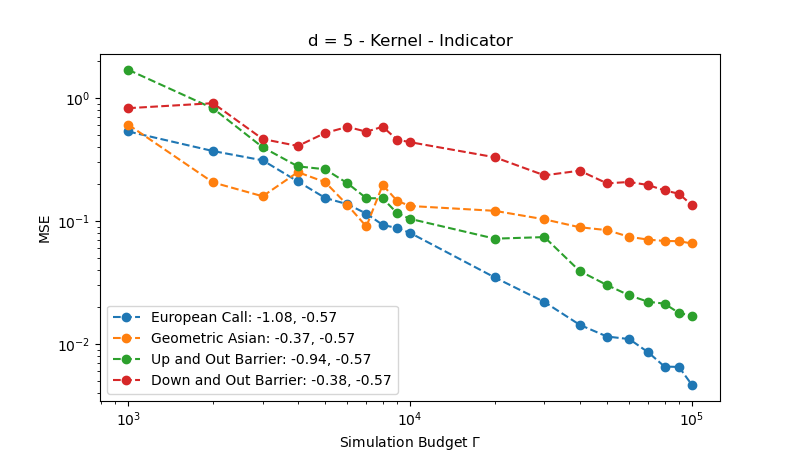 d = 5 - Kernel - Indicator
MSE
10⁰
10⁻¹
10⁻²
European Call: -1.08, -0.57
Geometric Asian: -0.37, -0.57
Up and Out Barrier: -0.94, -0.57
Down and Out Barrier: -0.38, -0.57
10³ 10⁴ 10⁵
Simulation Budget Γ